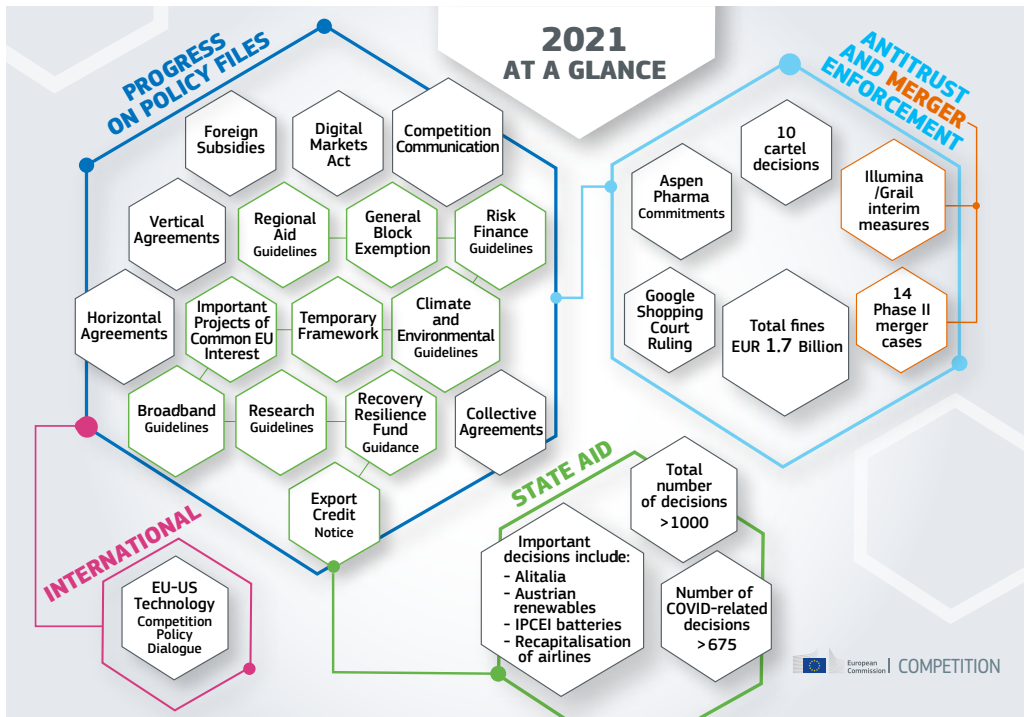 2021
AT A GLANCE
PROGRESS
ON POLICY FILES
Foreign
Subsidies
Digital
Markets
Act
Competition
Communication
Vertical
Agreements
Regional
Aid
Guidelines
General
Block
Exemption
Risk
Finance
Guidelines
Horizontal
Agreements
Important
Projects of
Common EU
Interest
Temporary
Framework
Climate
and
Environmental
Guidelines
Broadband
Guidelines
Research
Guidelines
Recovery
Resilience
Fund
Guidance
Collective
Agreements
Export
Credit
Notice
ANTITRUST
AND MERGER
ENFORCEMENT
10
cartel
decisions
Aspen
Pharma
Commitments
Illumina
/Grail
interim
measures
Google
Shopping
Court
Ruling
Total fines
EUR 1.7 Billion
14
Phase II
merger
cases
INTERNATIONAL
EU-US
Technology
Competition
Policy
Dialogue
STATE AID
Total
number
of decisions
>1000
Important
decisions include:
- Alitalia
- Austrian
renewables
- IPCEI batteries
- Recapitalisation
of airlines
Number of
COVID-related
decisions
>675
European
Commission
COMPETITION